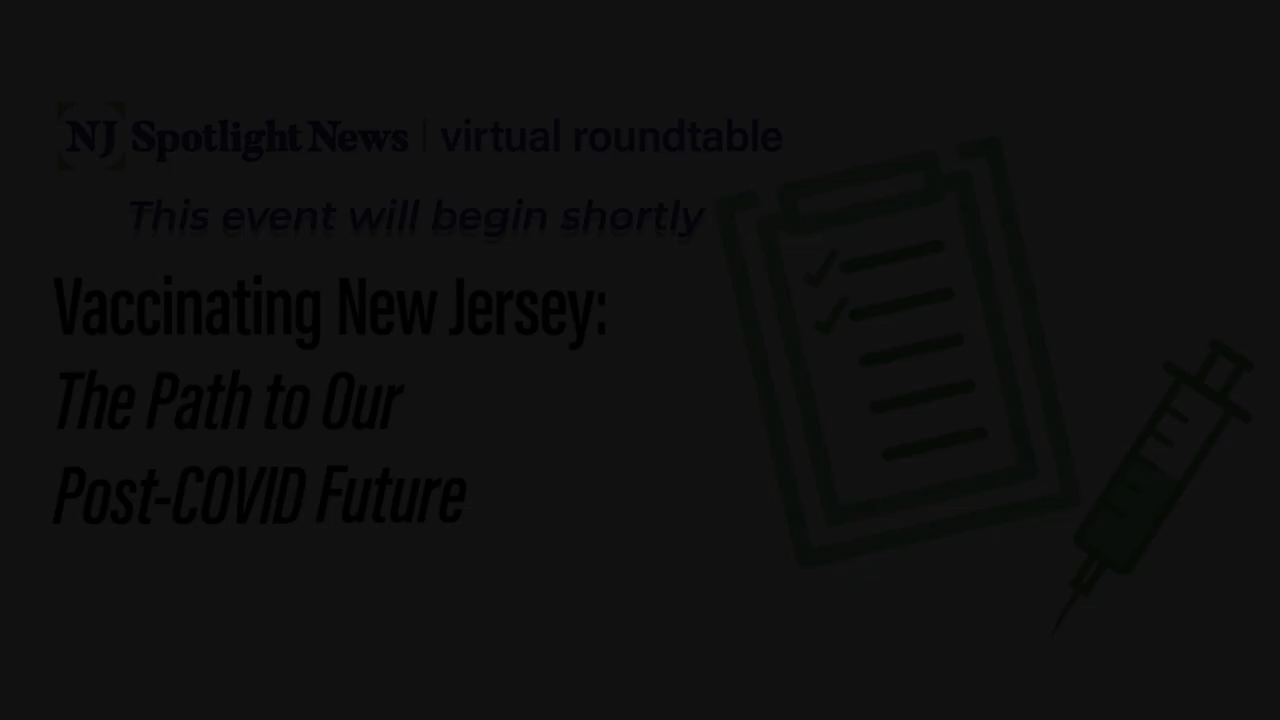 NJ Spotlight News | virtual roundtable
This event will begin shortly
Vaccinating New Jersey:
The Path to Our
Post-COVID Future